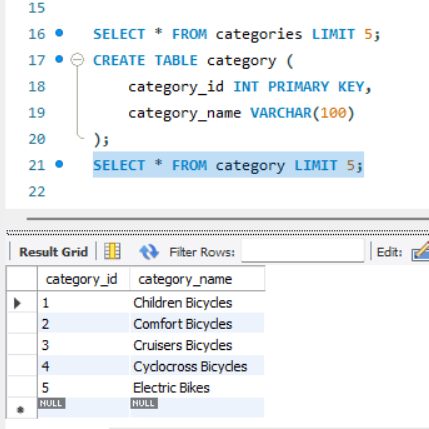 15
16 SELECT * FROM categories LIMIT 5;
17 CREATE TABLE category (
18 category_id INT PRIMARY KEY,
19 category_name VARCHAR(100)
20 );
21 SELECT * FROM category LIMIT 5;
22
Result Grid Filter Rows: Edit:
category_id category_name
1 Children Bicycles
2 Comfort Bicycles
3 Cruisers Bicycles
4 Cyclocross Bicycles
5 Electric Bikes
NULL NULL